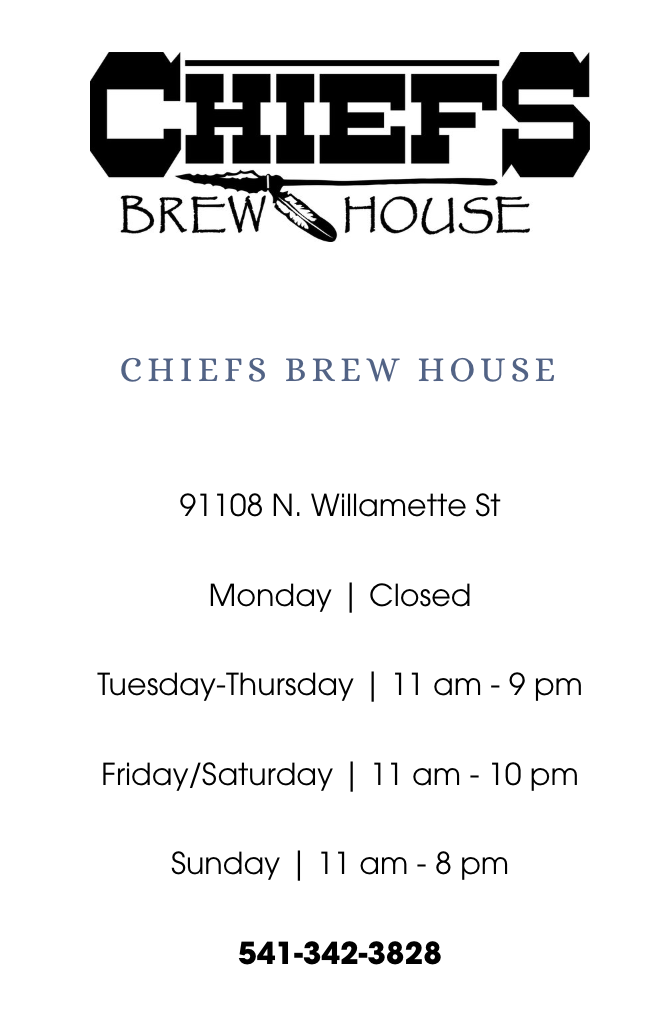 CHIEFS
BREW HOUSE
CHIEFS BREW HOUSE
91108 N. Willamette St
Monday | Closed
Tuesday-Thursday | 11 am - 9 pm
Friday/Saturday | 11 am - 10 pm
Sunday | 11 am - 8 pm
541-342-3828